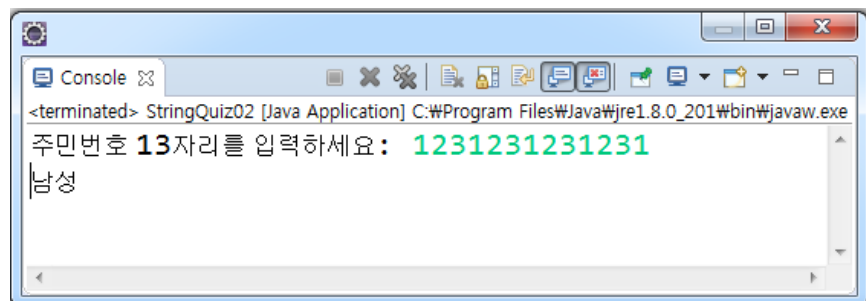 Console
<terminated> StringQuiz02 [Java Application] C:₩Program Files₩Java₩jre1.8.0_201₩bin₩javaw.exe
주민번호 13자리를 입력하세요: 1231231231231
남성